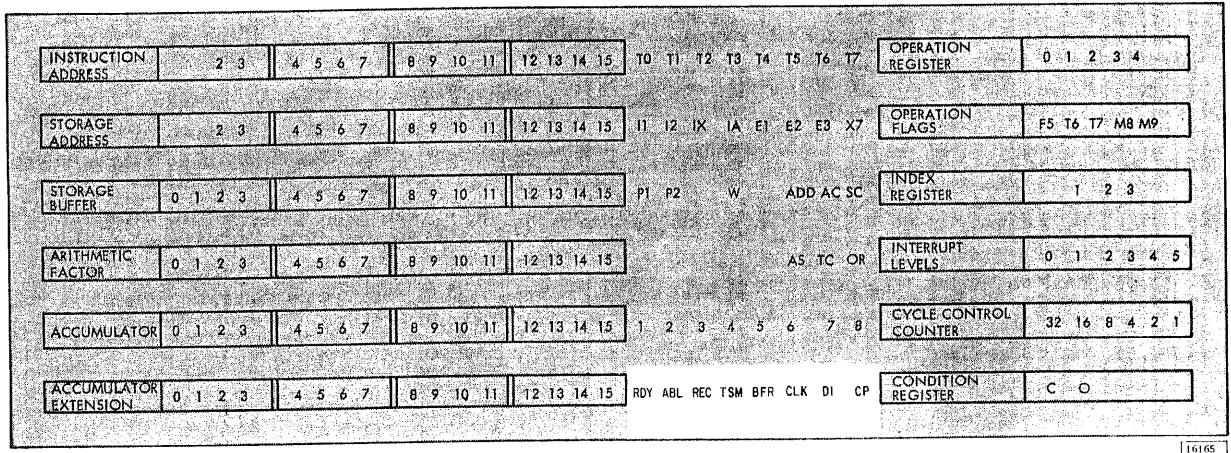 INSTRUCTION ADDRESS 2 3 4 5 6 7 8 9 10 11 12 13 14 15 T0 T1 T2 T3 T4 T5 T6 T7 OPERATION REGISTER 0 1 2 3 4
STORAGE ADDRESS 2 3 4 5 6 7 8 9 10 11 12 13 14 15 I1 I2 IX IA E1 E2 E3 X7 OPERATION FLAGS F5 T6 T7 M8 M9
STORAGE BUFFER 0 1 2 3 4 5 6 7 8 9 10 11 12 13 14 15 P1 P2 W ADD AC SC INDEX REGISTER 1 2 3
ARITHMETIC FACTOR 0 1 2 3 4 5 6 7 8 9 10 11 12 13 14 15 AS TC OR INTERRUPT LEVELS 0 1 2 3 4 5
ACCUMULATOR 0 1 2 3 4 5 6 7 8 9 10 11 12 13 14 15 1 2 3 4 5 6 7 8 CYCLE CONTROL COUNTER 32 16 8 4 2 1
ACCUMULATOR EXTENSION 0 1 2 3 4 5 6 7 8 9 10 11 12 13 14 15 RDY ABL REC TSM BFR CLK DI CP CONDITION REGISTER C O
16165